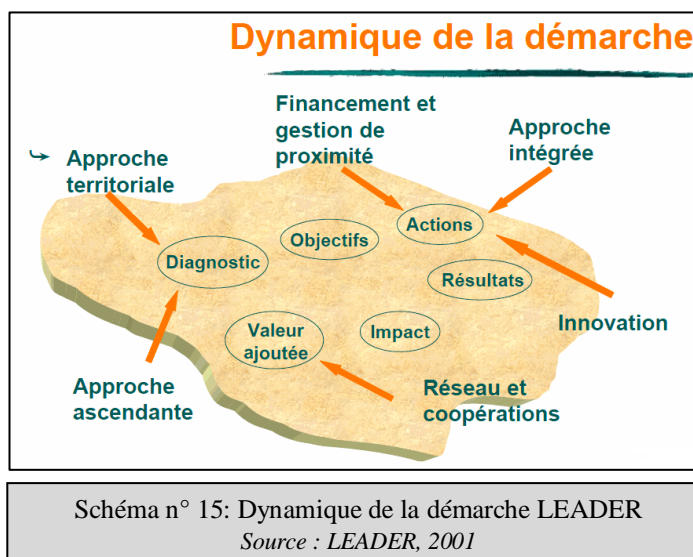 Dynamique de la démarche
Financement et
gestion de
proximité
Approche
intégrée
Approche
territoriale
Actions
Objectifs
Diagnostic
Résultats
Innovation
Valeur
ajoutée
Impact
Approche
ascendante
Réseau et
coopérations
Schéma n° 15: Dynamique de la démarche LEADER
Source : LEADER, 2001